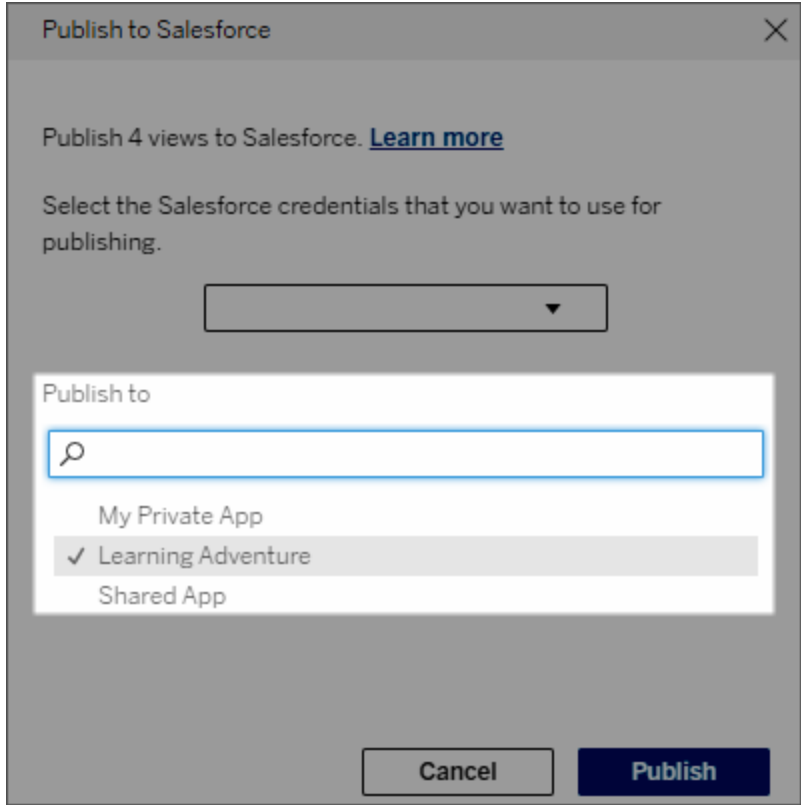 Publish to Salesforce
Publish 4 views to Salesforce. Learn more
Select the Salesforce credentials that you want to use for
publishing.
Publish to
My Private App
Learning Adventure
Shared App
Cancel
Publish